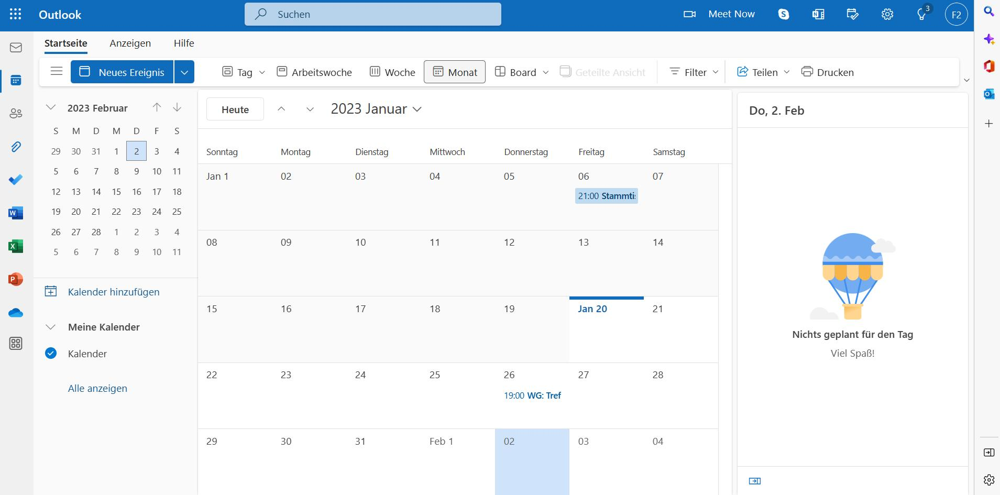 Outlook
Suchen
Meet Now
3
F2
Startseite Anzeigen Hilfe
Neues Ereignis
Tag
Arbeitswoche
Woche
Monat
Board
Geteilte Ansicht
Filter
Teilen
Drucken
2023 Februar
S M D M D F S
29 30 31 1 2 3 4
5 6 7 8 9 10 11
12 13 14 15 16 17 18
19 20 21 22 23 24 25
26 27 28 1 2 3 4
5 6 7 8 9 10 11
Kalender hinzufügen
Meine Kalender
Kalender
Alle anzeigen
Heute
2023 Januar
Sonntag Montag Dienstag Mittwoch Donnerstag Freitag Samstag
Jan 1 02 03 04 05 06 07
21:00 Stammti
08 09 10 11 12 13 14
15 16 17 18 19 Jan 20 21
22 23 24 25 26 27 28
19:00 WG: Tref
29 30 31 Feb 1 02 03 04
Do, 2. Feb
Nichts geplant für den Tag
Viel Spaß!